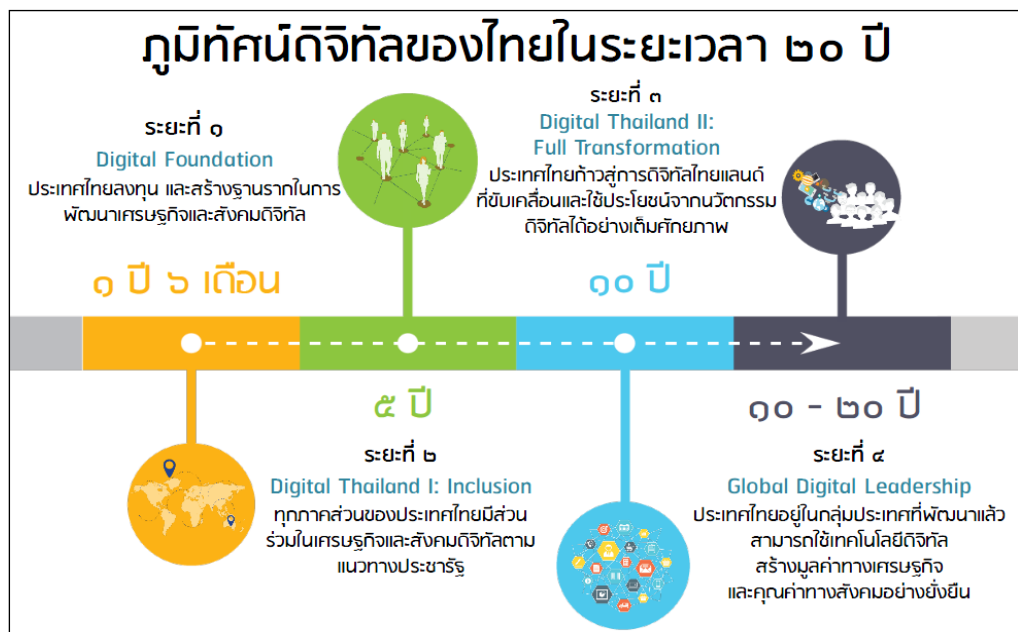 ภูมิทัศน์ดิจิทัลของไทยในระยะเวลา ๒๐ ปี
ระยะที่ ๑
Digital Foundation
ประเทศไทยลงทุน และสร้างฐานรากในการ
พัฒนาเศรษฐกิจและสังคมดิจิทัล
๑ ปี ๖ เดือน
๕ ปี
ระยะที่ ๒
Digital Thailand I: Inclusion
ทุกภาคส่วนของประเทศไทยมีส่วน
ร่วมในเศรษฐกิจและสังคมดิจิทัลตาม
แนวทางประชารัฐ
ระยะที่ ๓
Digital Thailand II:
Full Transformation
ประเทศไทยก้าวสู่การดิจิทัลไทยแลนด์
ที่ขับเคลื่อนและใช้ประโยชน์จากนวัตกรรม
ดิจิทัลได้อย่างเต็มศักยภาพ
๑๐ ปี
๑๐ - ๒๐ ปี
ระยะที่ ๔
Global Digital Leadership
ประเทศไทยอยู่ในกลุ่มประเทศที่พัฒนาแล้ว
สามารถใช้เทคโนโลยีดิจิทัล
สร้างมูลค่าทางเศรษฐกิจ
และคุณค่าทางสังคมอย่างยั่งยืน